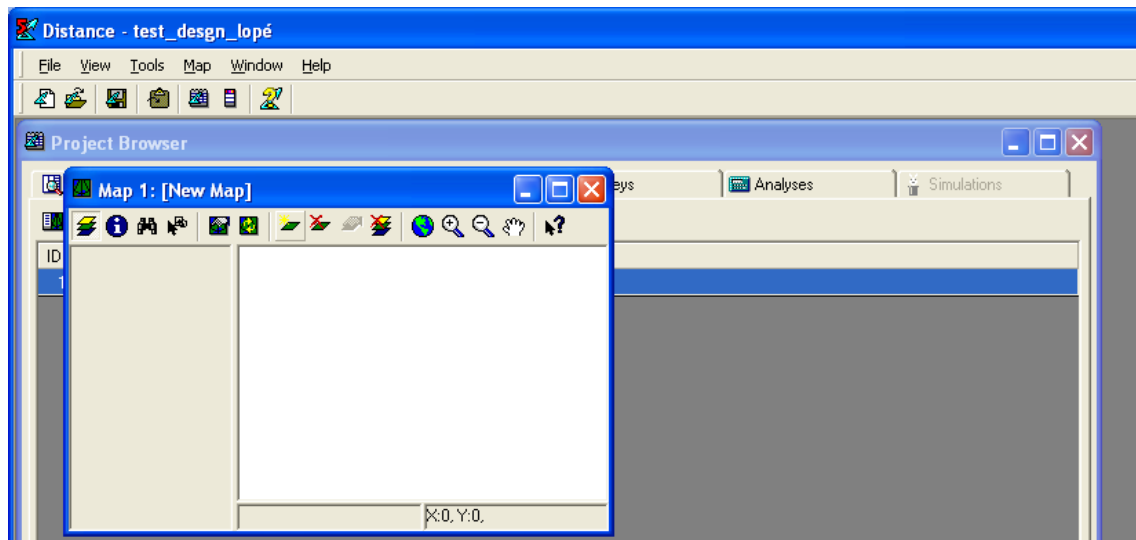 Distance - test_desgn_lopé
File View Tools Map Window Help
Project Browser
Map 1: [New Map]
eys Analyses Simulations
ID
1
X:0, Y:0,